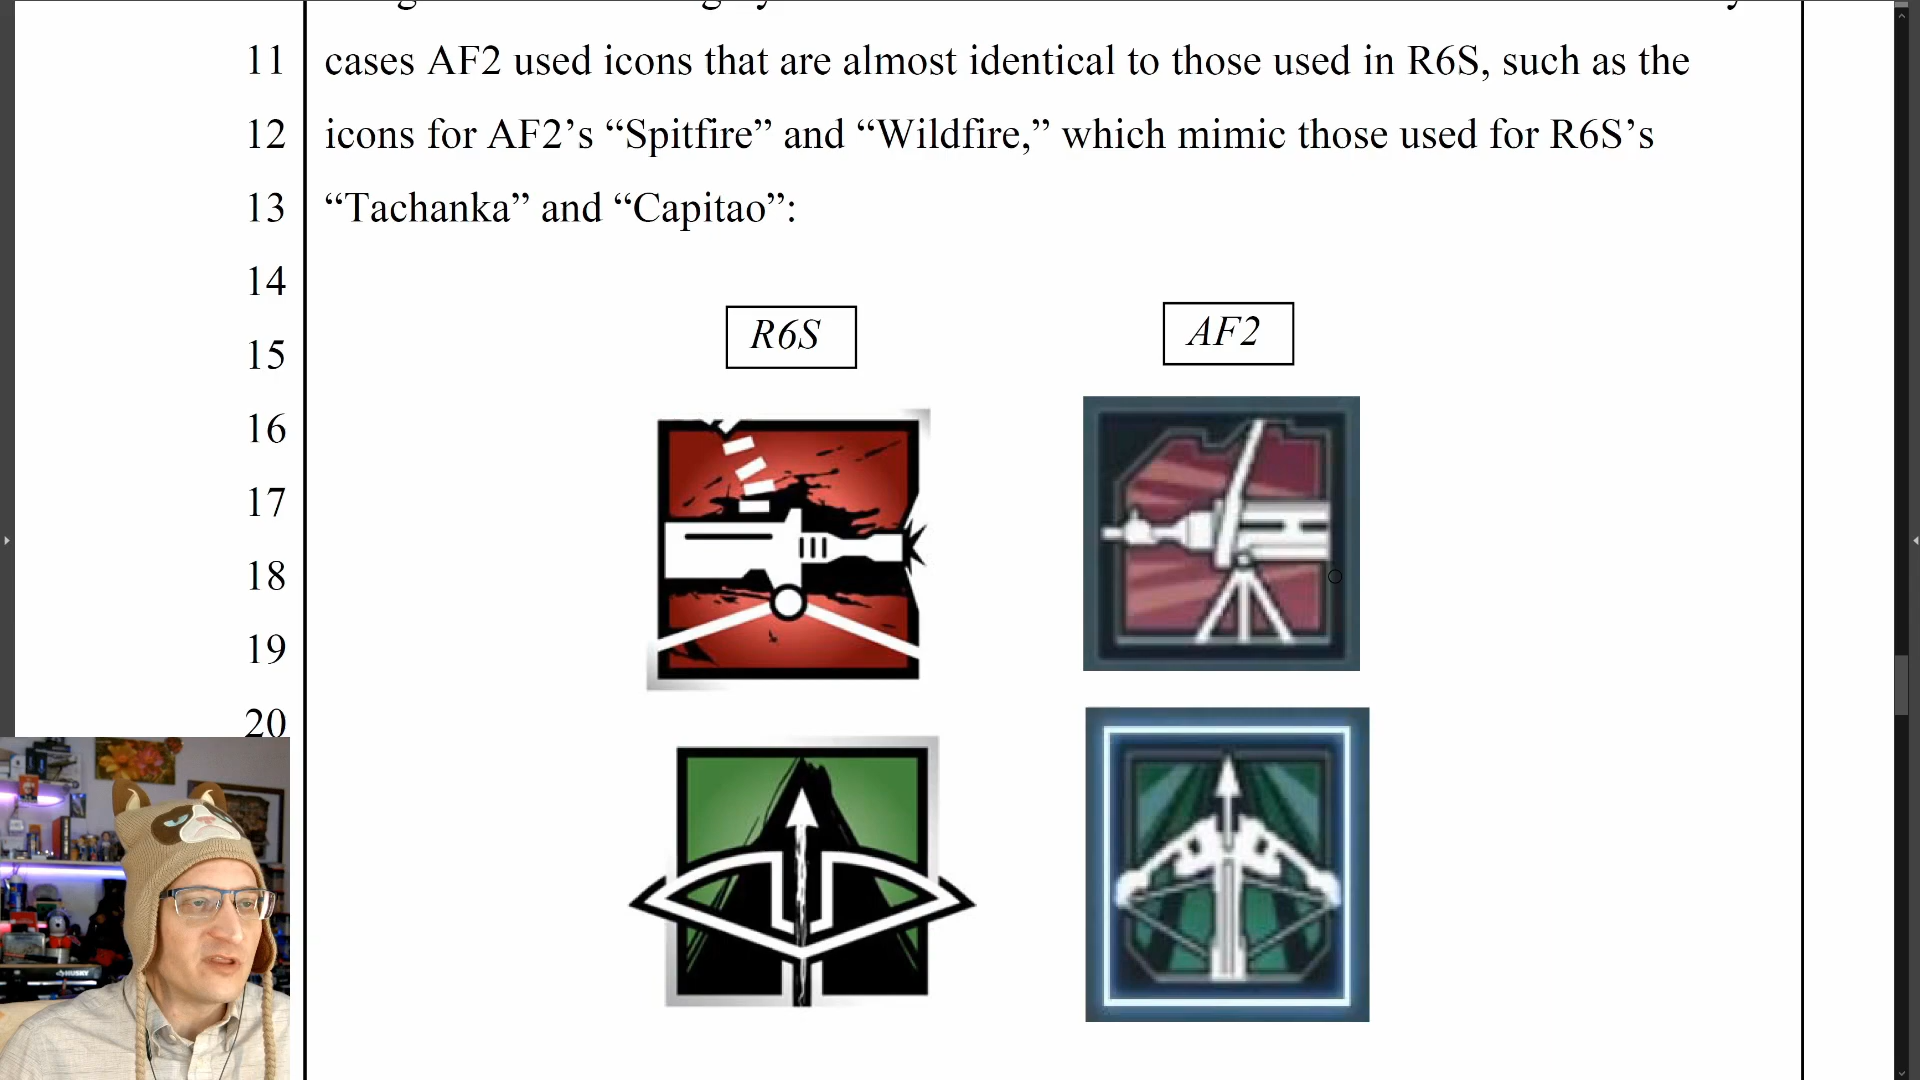 11 cases AF2 used icons that are almost identical to those used in R6S, such as the
12 icons for AF2’s “Spitfire” and “Wildfire,” which mimic those used for R6S’s
13 “Tachanka” and “Capitao”:
14
15 R6S AF2
16
17
18
19
20
HUSKY